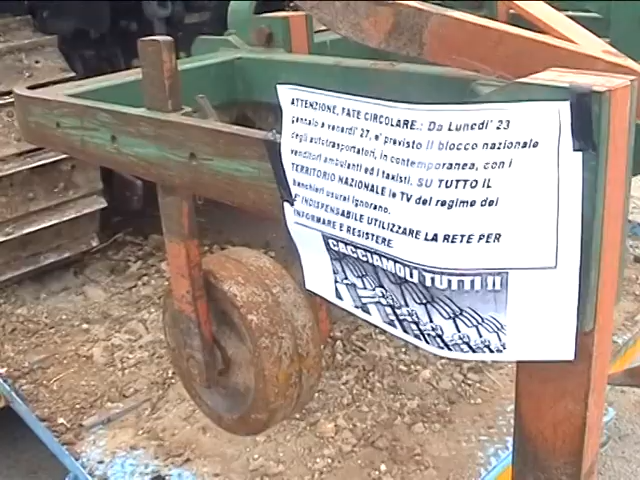 ATTENZIONE, FATE CIRCOLARE.: Da Lunedi' 23
gennaio a venerdi' 27, e' previsto il blocco nazionale
degli autotrasportatori, in contemporanea, con i
venditori ambulanti ed i taxisti. SU TUTTO IL
TERRITORIO NAZIONALE le TV del regime dei
banchieri usurai ignorano.
E' INDISPENSABILE UTILIZZARE LA RETE PER
INFORMARE E RESISTERE
CACCIAMOLI TUTTI !!